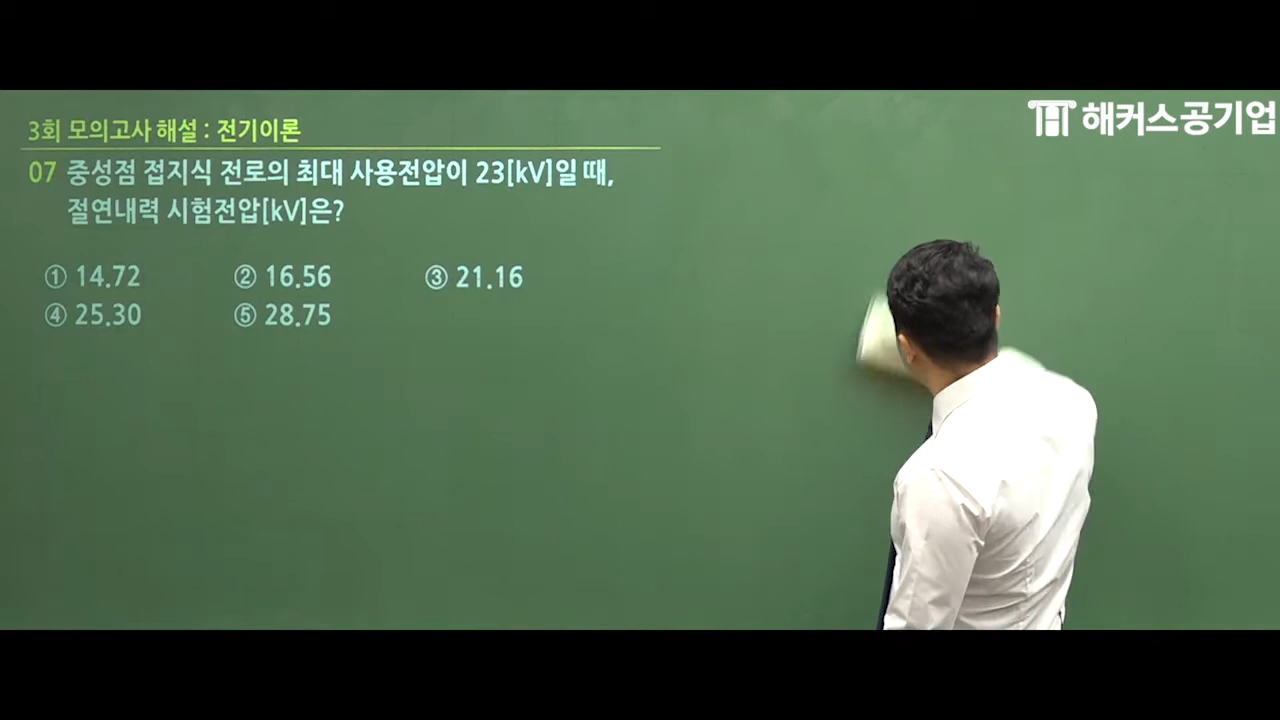 해커스공기업
3회 모의고사 해설 : 전기이론
07 중성점 접지식 전로의 최대 사용전압이 23[kV]일 때,
절연내력 시험전압[kV]은?
① 14.72 ② 16.56 ③ 21.16
④ 25.30 ⑤ 28.75